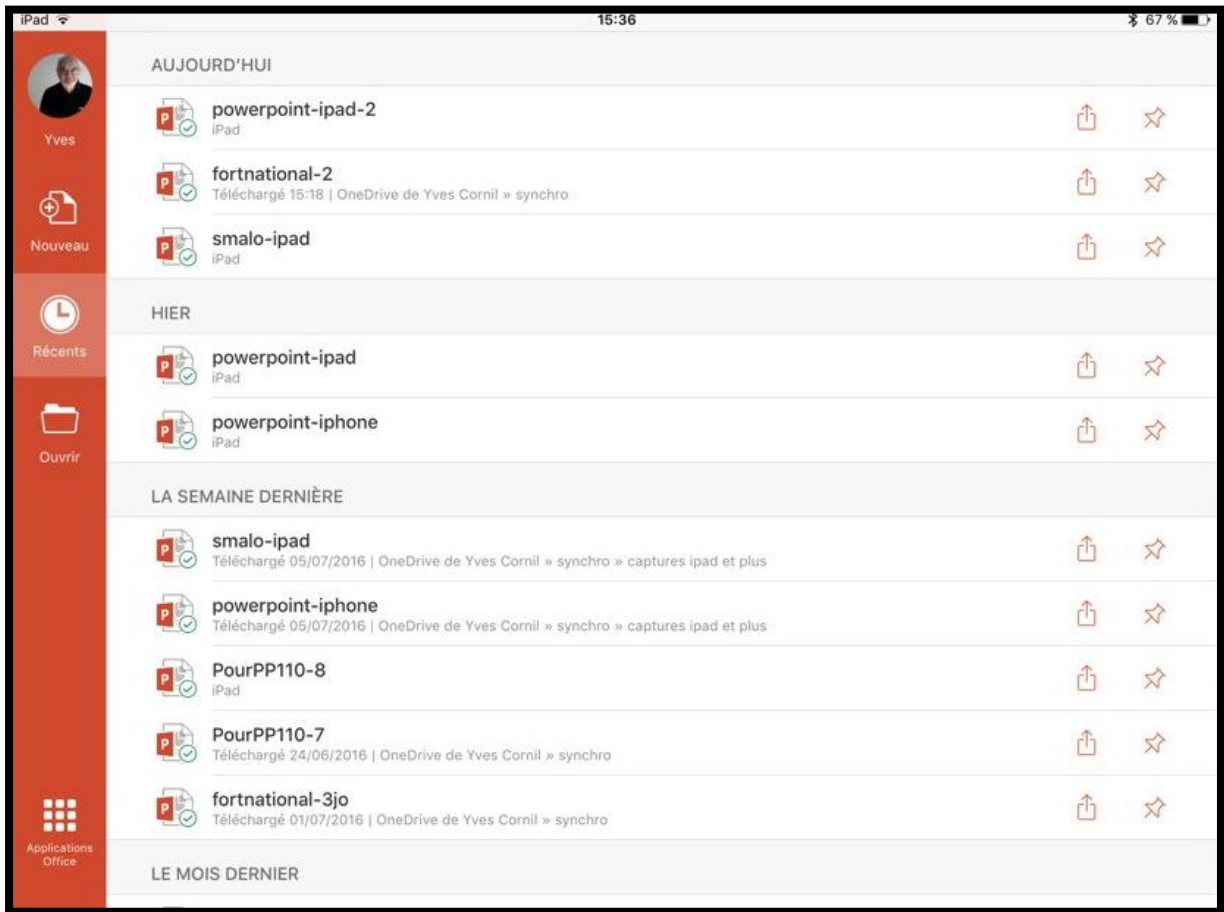 iPad 15:36 67 %
Yves
Nouveau
Récents
Ouvrir
Applications
Office
AUJOURD'HUI
powerpoint-ipad-2
iPad
fortnational-2
Téléchargé 15:18 | OneDrive de Yves Cornil » synchro
smalo-ipad
iPad
HIER
powerpoint-ipad
iPad
powerpoint-iphone
iPad
LA SEMAINE DERNIÈRE
smalo-ipad
Téléchargé 05/07/2016 | OneDrive de Yves Cornil » synchro » captures ipad et plus
powerpoint-iphone
Téléchargé 05/07/2016 | OneDrive de Yves Cornil » synchro » captures ipad et plus
PourPP110-8
iPad
PourPP110-7
Téléchargé 24/06/2016 | OneDrive de Yves Cornil » synchro
fortnational-3jo
Téléchargé 01/07/2016 | OneDrive de Yves Cornil » synchro
LE MOIS DERNIER